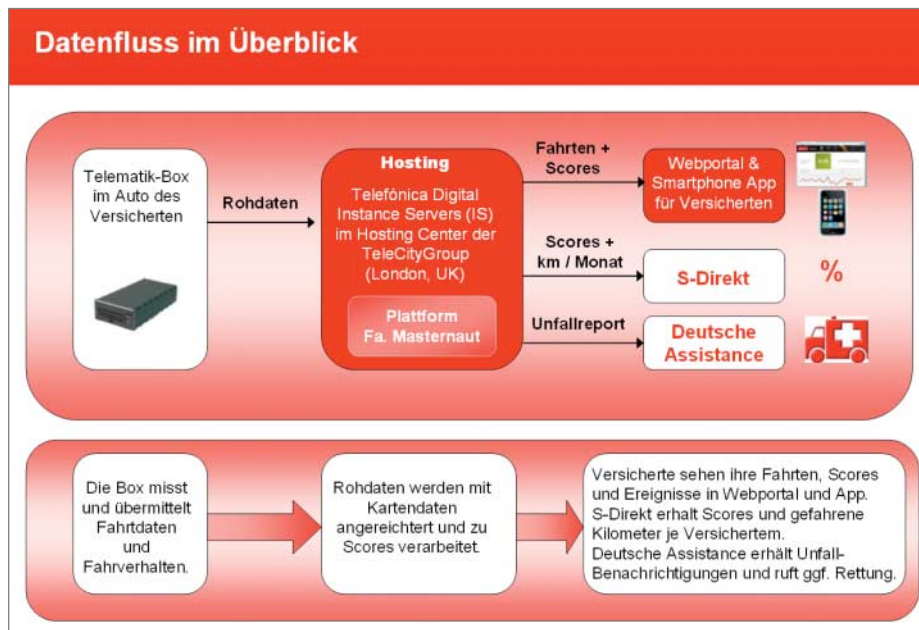 Datenfluss im Überblick
Telematik-Box
im Auto des
Versicherten
Rohdaten
Hosting
Telefônica Digital
Instance Servers (IS)
im Hosting Center der
TeleCityGroup
(London, UK)
Plattform
Fa. Masternaut
Fahrten +
Scores
Webportal &
Smartphone App
für Versicherten
Scores +
km / Monat
S-Direkt
%
Unfallreport
Deutsche
Assistance
Die Box misst
und übermittelt
Fahrtdaten
und
Fahrverhalten.
Rohdaten werden mit
Kartendaten
angereichert und zu
Scores verarbeitet.
Versicherte sehen ihre Fahrten, Scores
und Ereignisse in Webportal und App.
S-Direkt erhalt Scores und gefahrene
Kilometer je Versichertem.
Deutsche Assistance erhält Unfall-
Benachrichtigungen und ruft ggf. Rettung.